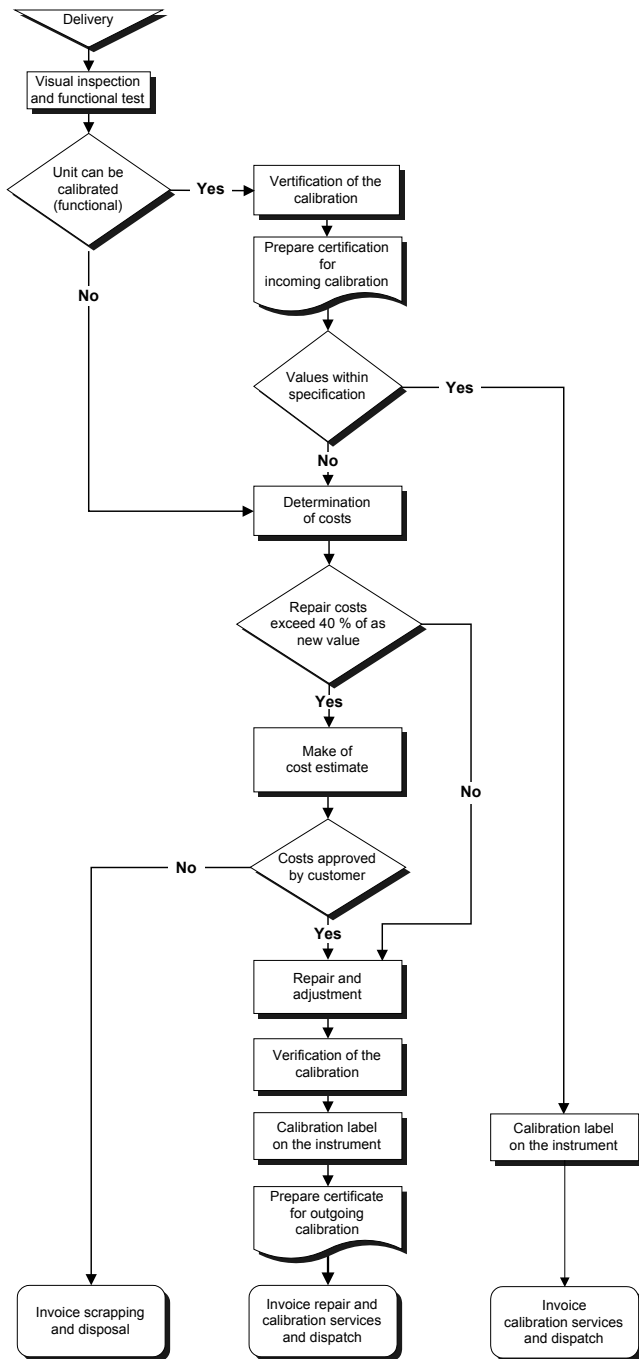 Delivery
Visual inspection
and functional test
Unit can be
calibrated
(functional)
Yes
Vertification of the
calibration
Prepare certification
for
incoming calibration
No
Values within
specification
Yes
No
Determination
of costs
Repair costs
exceed 40 % of as
new value
Yes
Make of
cost estimate
No
No
Costs approved
by customer
Yes
Repair and
adjustment
Verification of the
calibration
Calibration label
on the instrument
Calibration label
on the instrument
Prepare certificate
for outgoing
calibration
Invoice scrapping
and disposal
Invoice repair and
calibration services
and dispatch
Invoice
calibration services
and dispatch